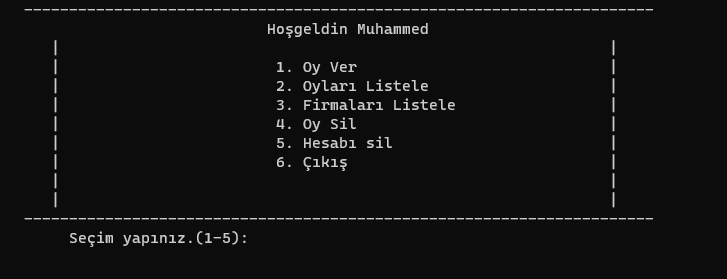 Hoşgeldin Muhammed
1. Oy Ver
2. Oyları Listele
3. Firmaları Listele
4. Oy Sil
5. Hesabı sil
6. Çıkış
Seçim yapınız.(1-5):